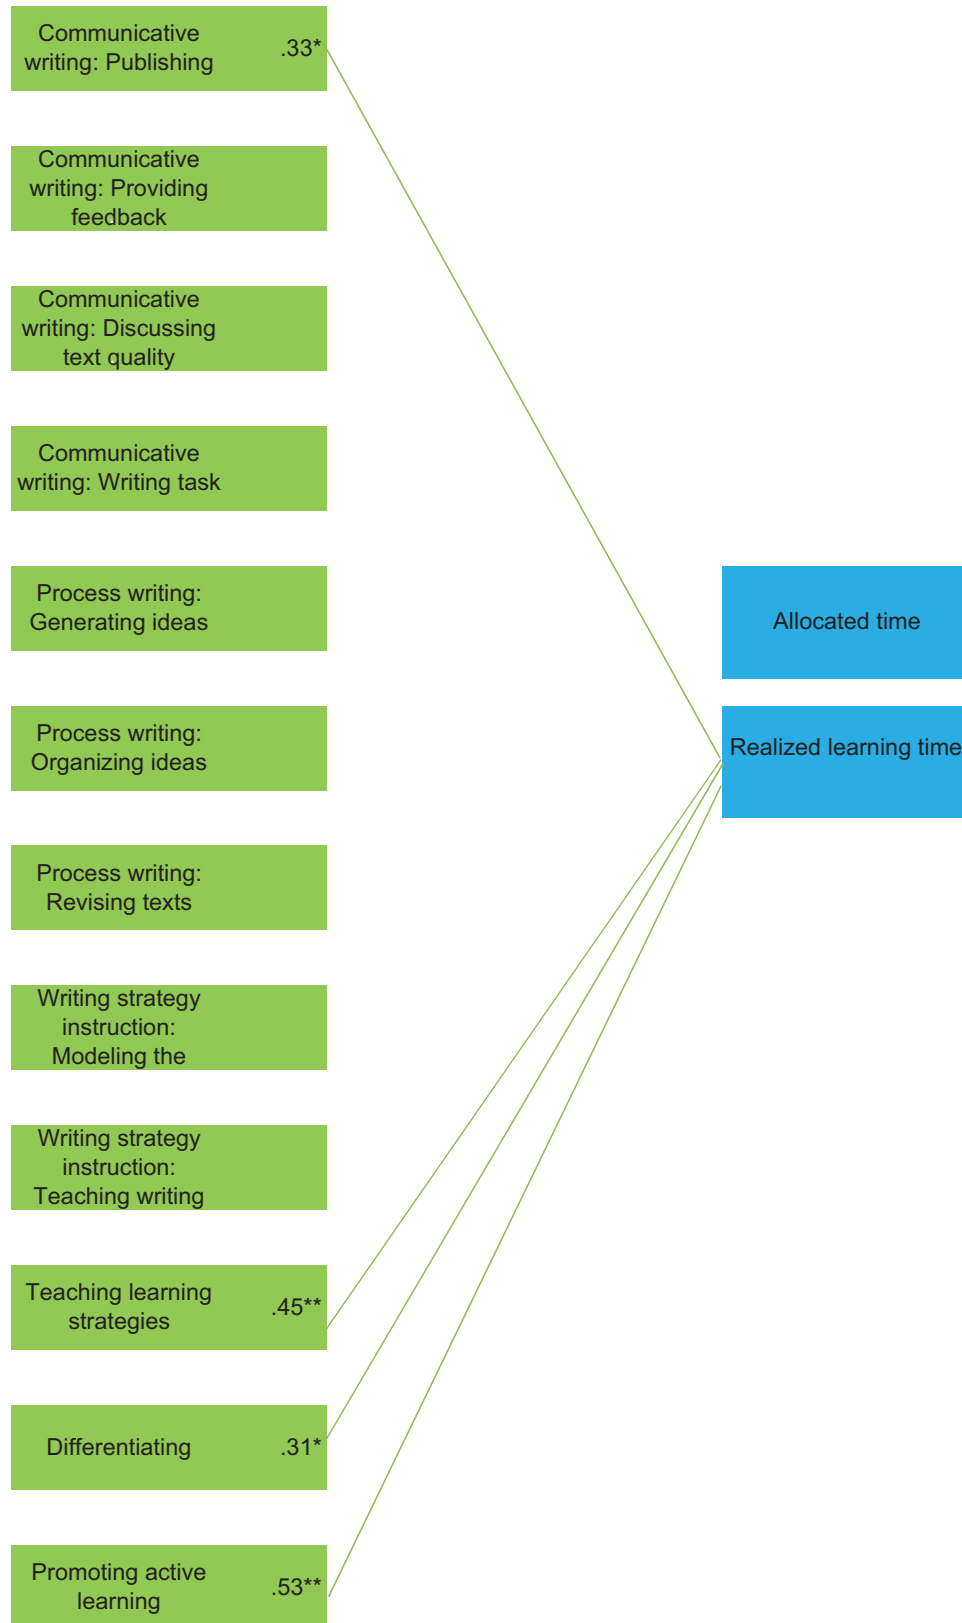 Communicative
writing: Publishing
.33*
Communicative
writing: Providing
feedback
Communicative
writing: Discussing
text quality
Communicative
writing: Writing task
Process writing:
Generating ideas
Allocated time
Process writing:
Organizing ideas
Realized learning time
Process writing:
Revising texts
Writing strategy
instruction:
Modeling the
Writing strategy
instruction:
Teaching writing
Teaching learning
strategies
.45**
Differentiating
.31*
Promoting active
learning
.53**